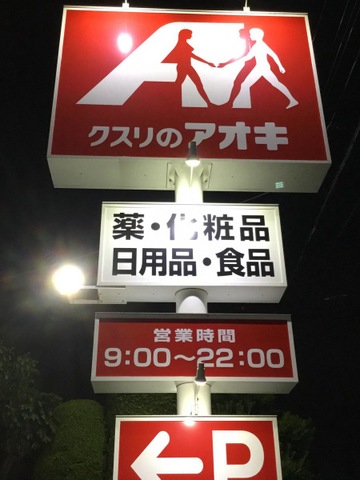 クスリのアオキ
薬・化粧品
日用品・食品
営業時間
9:00〜22:00
←P